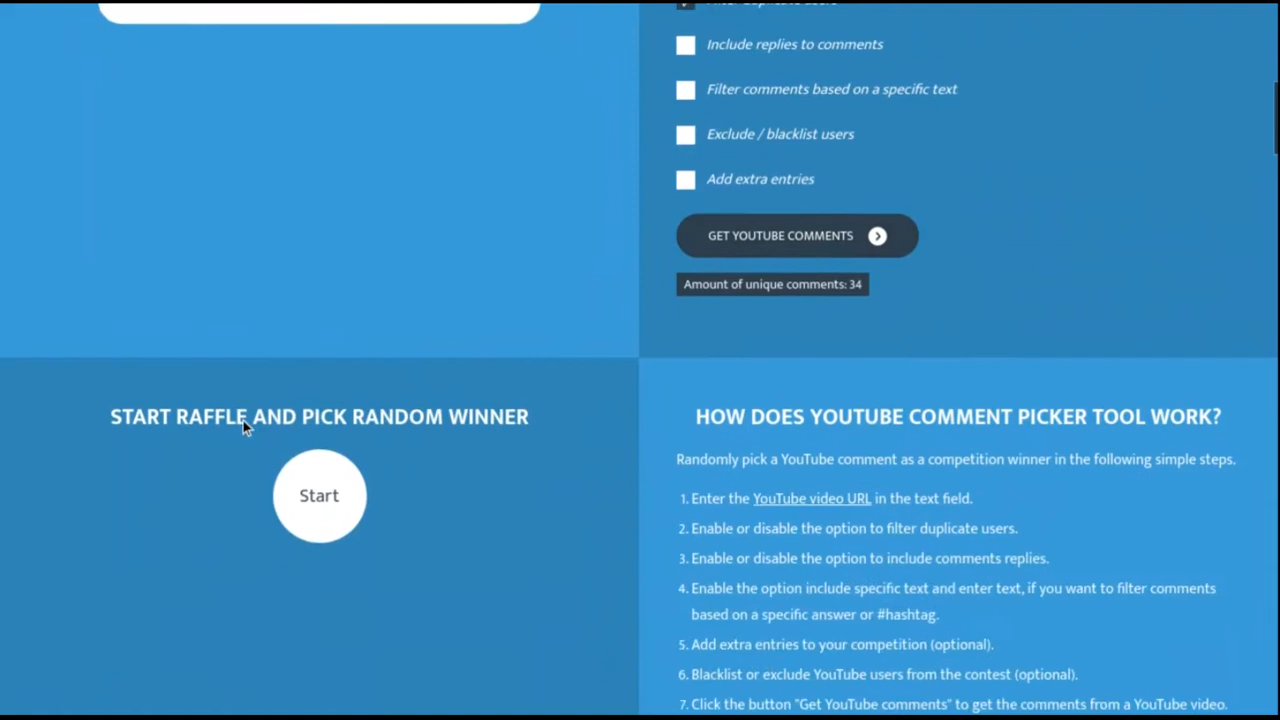 Filter duplicate users
Include replies to comments
Filter comments based on a specific text
Exclude / blacklist users
Add extra entries
GET YOUTUBE COMMENTS
Amount of unique comments: 34
START RAFFLE AND PICK RANDOM WINNER
Start
HOW DOES YOUTUBE COMMENT PICKER TOOL WORK?
Randomly pick a YouTube comment as a competition winner in the following simple steps.
1. Enter the YouTube video URL in the text field.
2. Enable or disable the option to filter duplicate users.
3. Enable or disable the option to include comments replies.
4. Enable the option include specific text and enter text, if you want to filter comments
based on a specific answer or #hashtag.
5. Add extra entries to your competition (optional).
6. Blacklist or exclude YouTube users from the contest (optional).
7. Click the button "Get YouTube comments" to get the comments from a YouTube video.